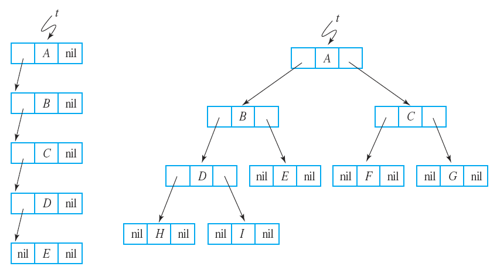 t
A nil
B nil
C nil
D nil
nil E nil
t
A
B
C
D
nil E nil
nil F nil
nil G nil
nil H nil
nil I nil